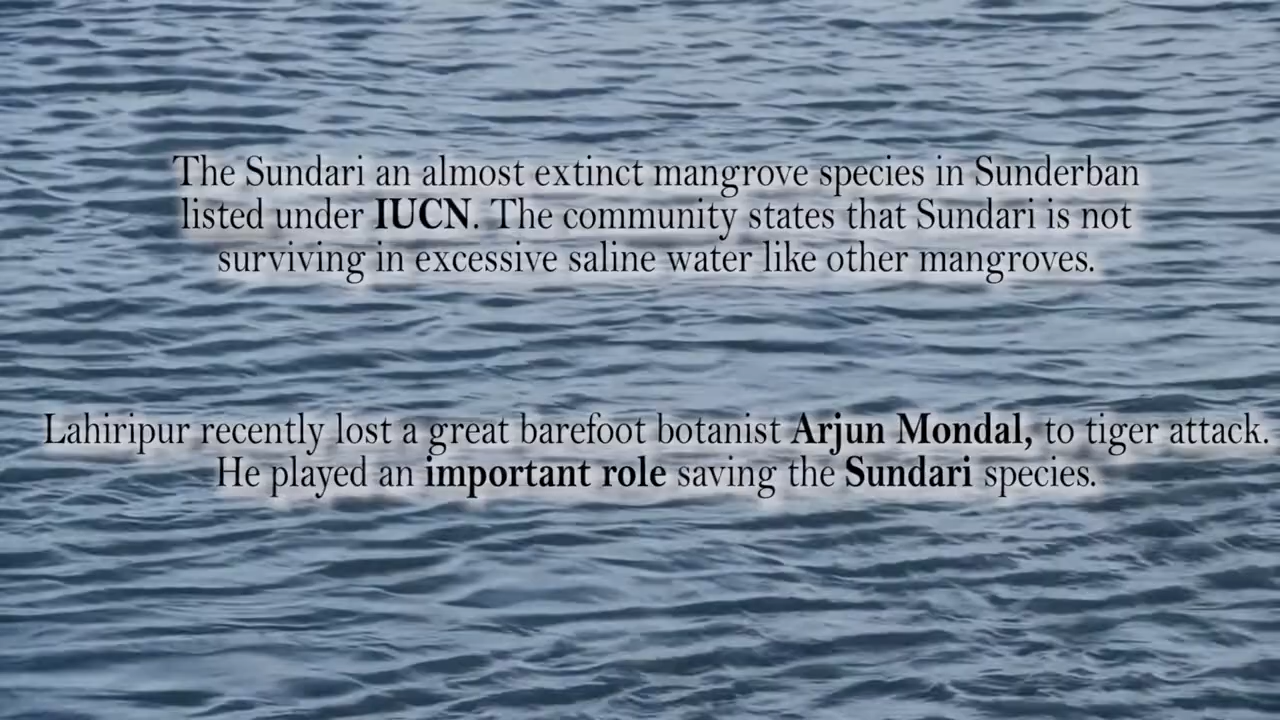 The Sundari an almost extinct mangrove species in Sunderban
listed under IUCN. The community states that Sundari is not
surviving in excessive saline water like other mangroves.
Lahiripur recently lost a great barefoot botanist Arjun Mondal, to tiger attack.
He played an important role saving the Sundari species.